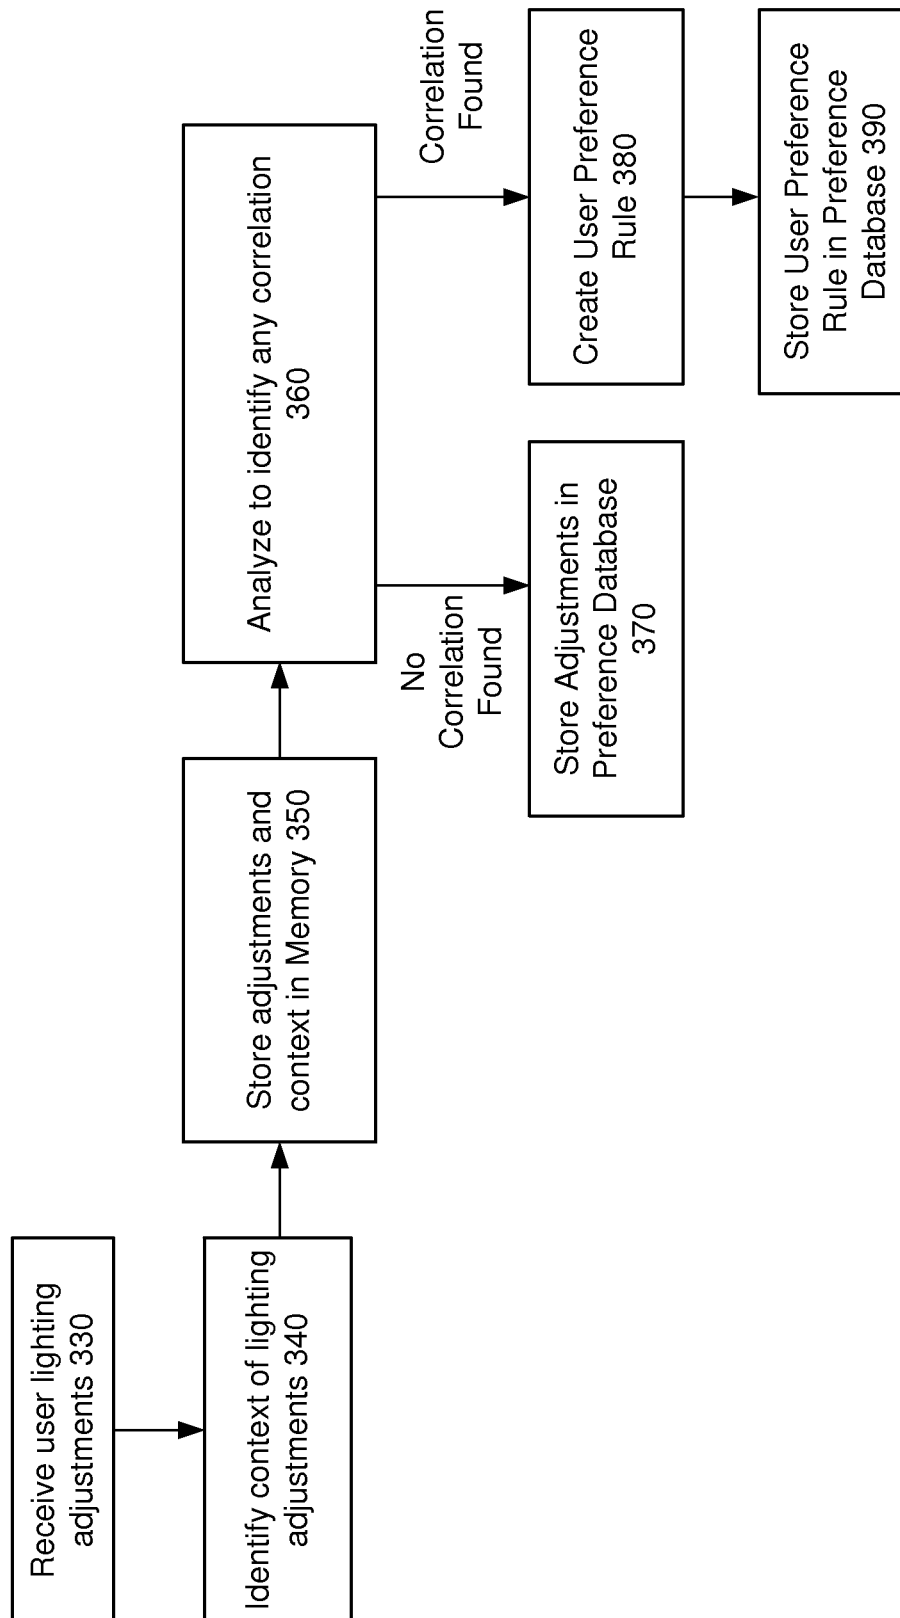 Receive user lighting
adjustments 330
Identify context of lighting
adjustments 340
Store adjustments and
context in Memory 350
Analyze to identify any correlation
360
No
Correlation
Found
Correlation
Found
Store Adjustments in
Preference Database
370
Create User Preference
Rule 380
Store User Preference
Rule in Preference
Database 390